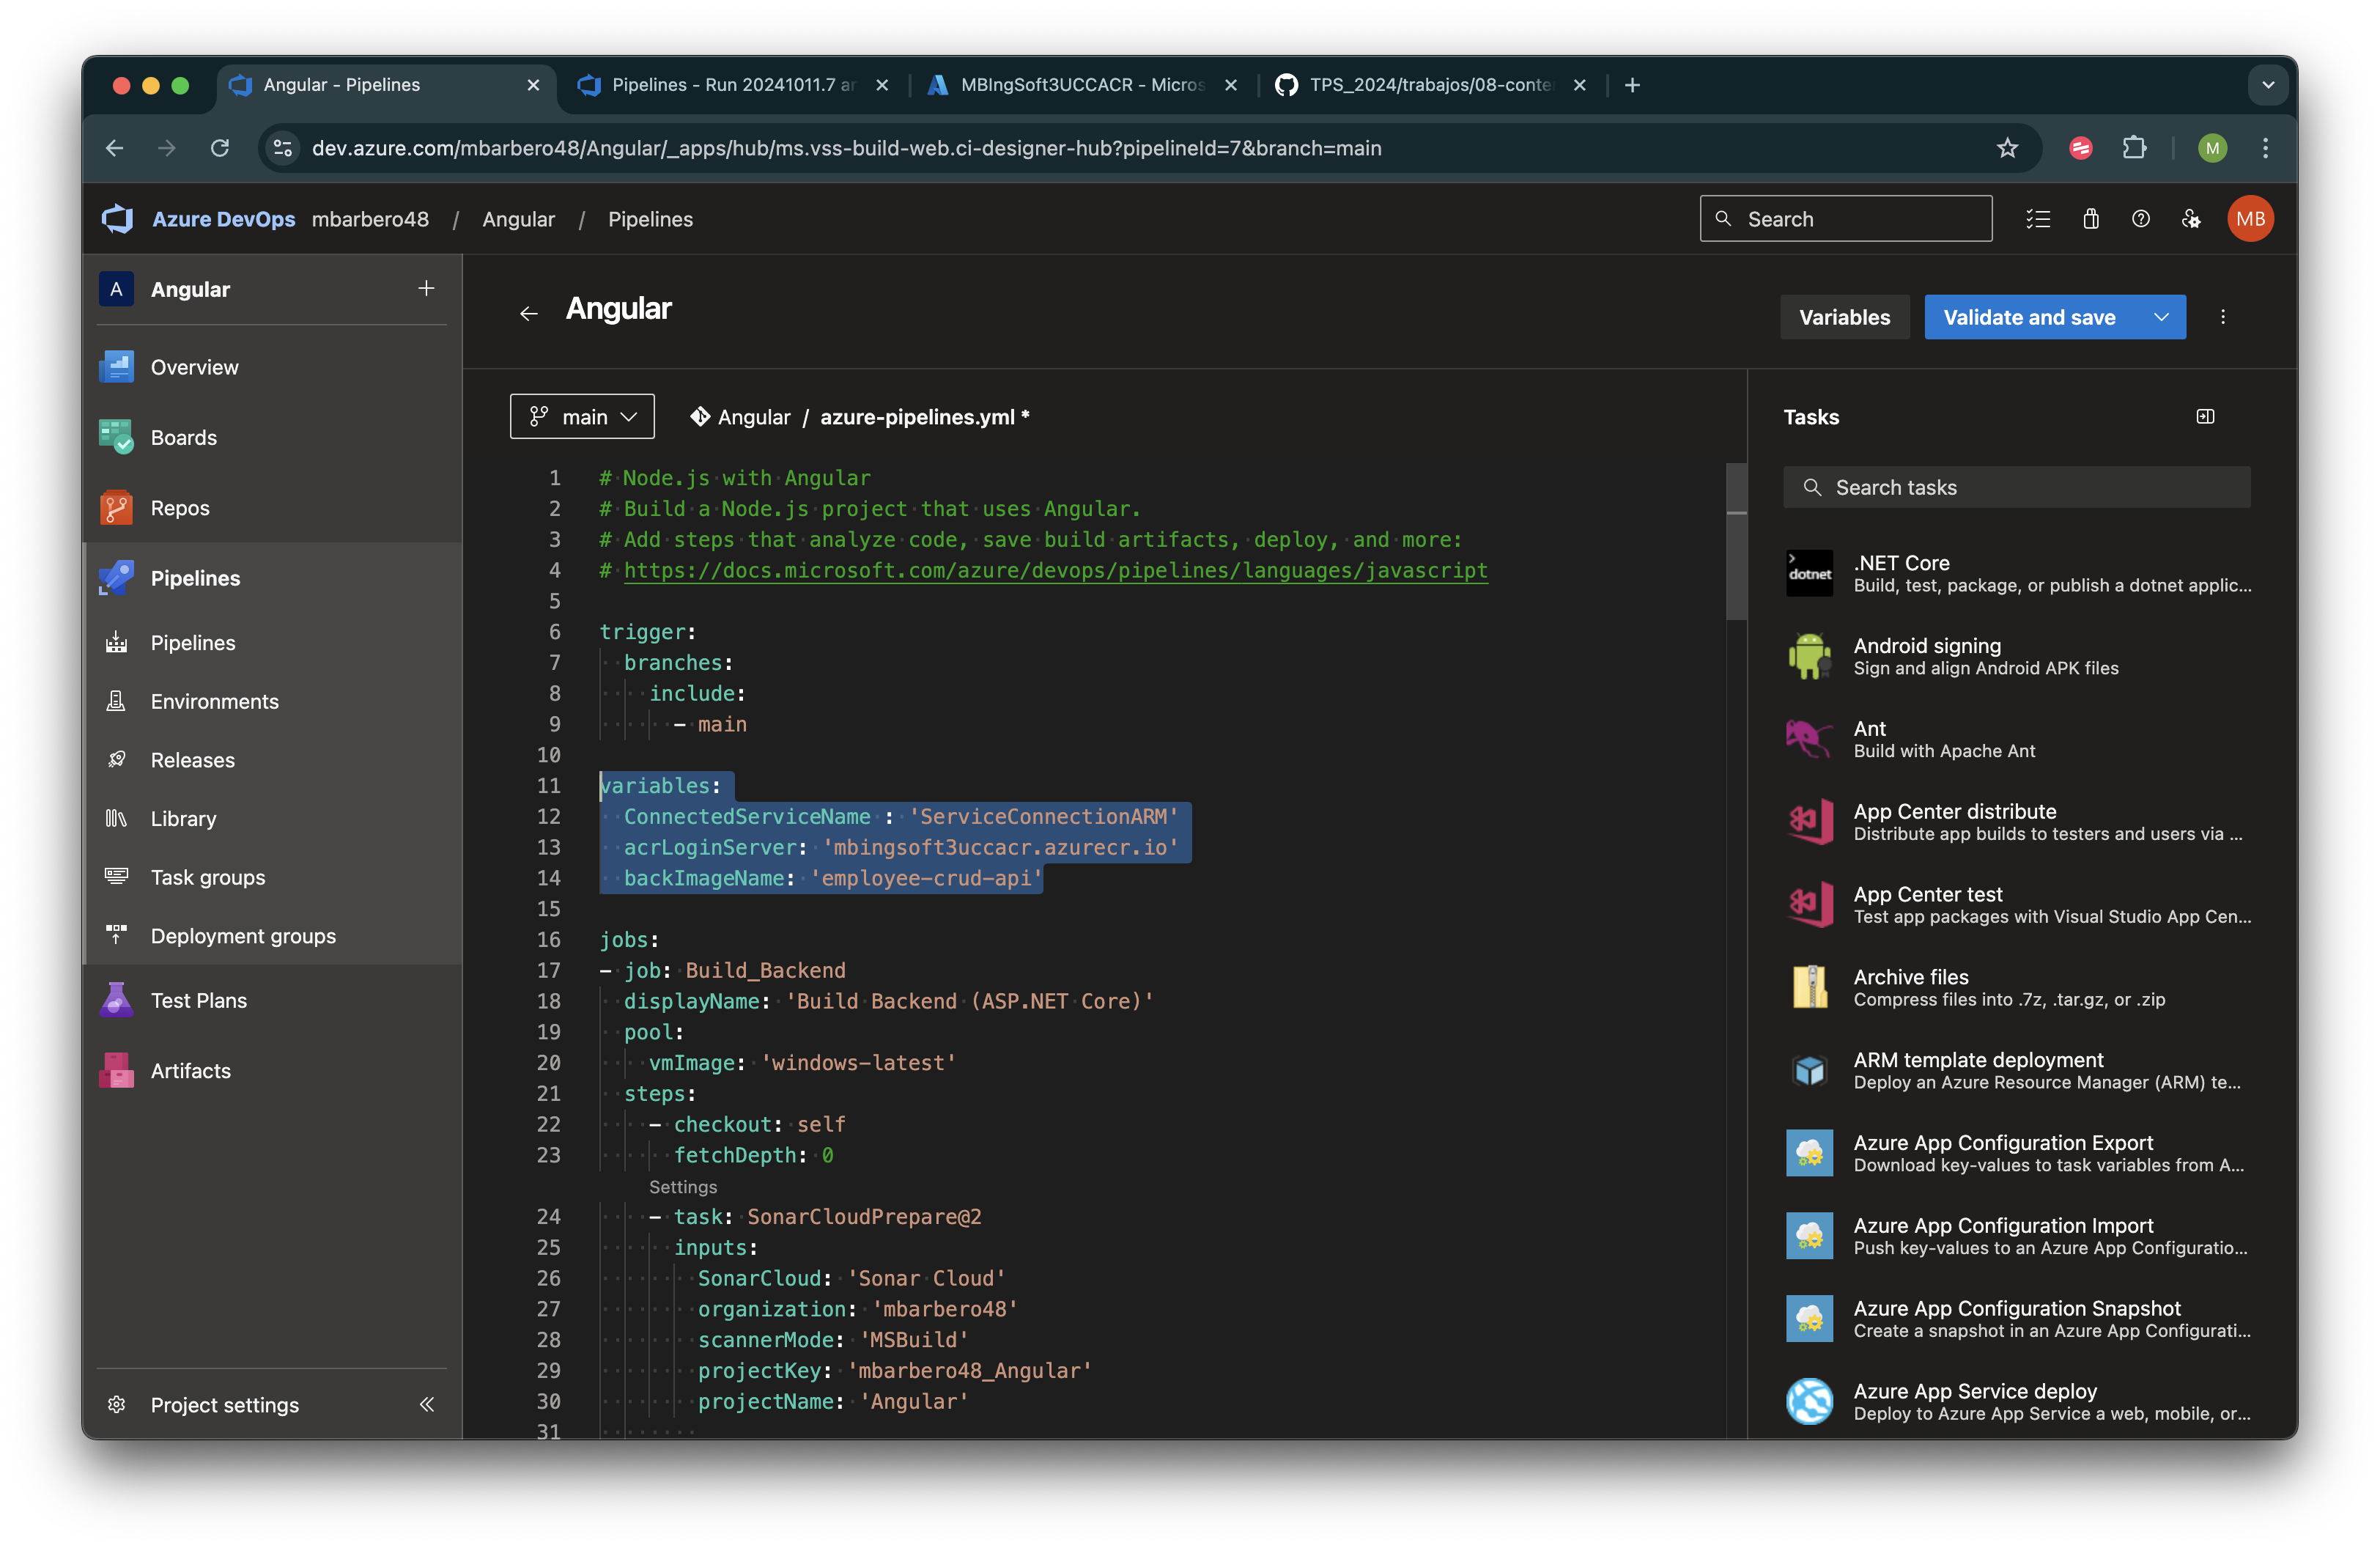 Angular - Pipelines
Pipelines - Run 20241011.7 ar
MBIngSoft3UCCACR - Micros
TPS_2024/trabajos/08-conte
dev.azure.com/mbarbero48/Angular/_apps/hub/ms.vss-build-web.ci-designer-hub?pipelineId=7&branch=main
M
Azure DevOps mbarbero48 / Angular / Pipelines
Search
MB
A Angular
Overview
Boards
Repos
Pipelines
Pipelines
Environments
Releases
Library
Task groups
Deployment groups
Test Plans
Artifacts
Project settings
Angular
Variables
Validate and save
main
Angular / azure-pipelines.yml *
1 # Node.js with Angular
2 # Build a Node.js project that uses Angular.
3 # Add steps that analyze code, save build artifacts, deploy, and more:
4 # https://docs.microsoft.com/azure/devops/pipelines/languages/javascript
5
6 trigger:
7 branches:
8 include:
9 - main
10
11 variables:
12 ConnectedServiceName : 'ServiceConnectionARM'
13 acrLoginServer: 'mbingsoft3uccacr.azurecr.io'
14 backImageName: 'employee-crud-api'
15
16 jobs:
17 - job: Build_Backend
18 displayName: 'Build Backend (ASP.NET Core)'
19 pool:
20 vmImage: 'windows-latest'
21 steps:
22 - checkout: self
23 fetchDepth: 0
Settings
24 - task: SonarCloudPrepare@2
25 inputs:
26 SonarCloud: 'Sonar Cloud'
27 organization: 'mbarbero48'
28 scannerMode: 'MSBuild'
29 projectKey: 'mbarbero48_Angular'
30 projectName: 'Angular'
31
Tasks
Search tasks
dotnet
.NET Core
Build, test, package, or publish a dotnet applic...
Android signing
Sign and align Android APK files
Ant
Build with Apache Ant
App Center distribute
Distribute app builds to testers and users via ...
App Center test
Test app packages with Visual Studio App Cen...
Archive files
Compress files into .7z, .tar.gz, or .zip
ARM template deployment
Deploy an Azure Resource Manager (ARM) te...
Azure App Configuration Export
Download key-values to task variables from A...
Azure App Configuration Import
Push key-values to an Azure App Configuratio...
Azure App Configuration Snapshot
Create a snapshot in an Azure App Configurati...
Azure App Service deploy
Deploy to Azure App Service a web, mobile, or...